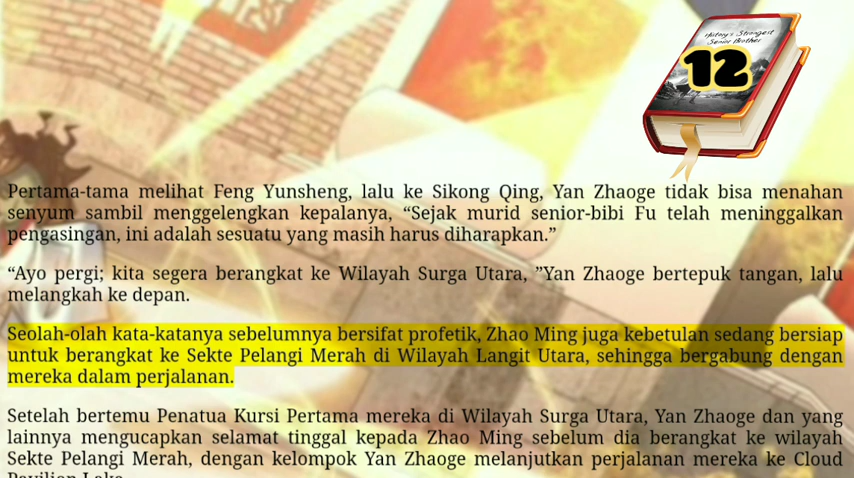 History's Strongest
Senior Brother
12
Pertama-tama melihat Feng Yunsheng, lalu ke Sikong Qing, Yan Zhaoge tidak bisa menahan
senyum sambil menggelengkan kepalanya, “Sejak murid senior-bibi Fu telah meninggalkan
pengasingan, ini adalah sesuatu yang masih harus diharapkan.”
“Ayo pergi; kita segera berangkat ke Wilayah Surga Utara, ”Yan Zhaoge bertepuk tangan, lalu
melangkah ke depan.
Seolah-olah kata-katanya sebelumnya bersifat profetik, Zhao Ming juga kebetulan sedang bersiap
untuk berangkat ke Sekte Pelangi Merah di Wilayah Langit Utara, sehingga bergabung dengan
mereka dalam perjalanan.
Setelah bertemu Penatua Kursi Pertama mereka di Wilayah Surga Utara, Yan Zhaoge dan yang
lainnya mengucapkan selamat tinggal kepada Zhao Ming sebelum dia berangkat ke wilayah
Sekte Pelangi Merah, dengan kelompok Yan Zhaoge melanjutkan perjalanan mereka ke Cloud
Pavilion Lake.